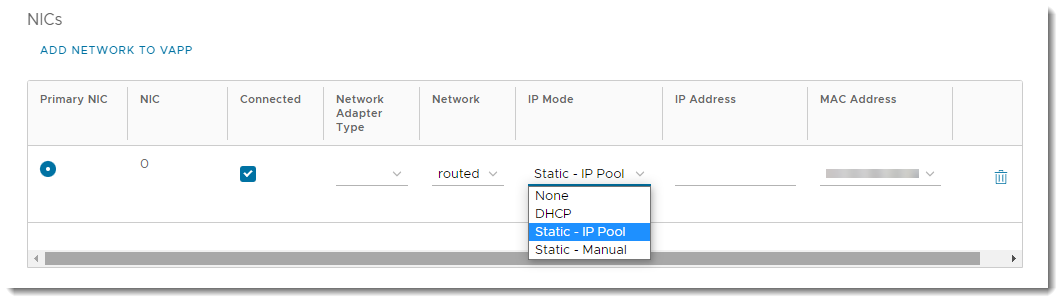 NICs
ADD NETWORK TO VAPP
Primary NIC
NIC
Connected
Network
Adapter
Type
Network
IP Mode
IP Address
MAC Address
0
routed
Static - IP Pool
None
DHCP
Static - IP Pool
Static - Manual